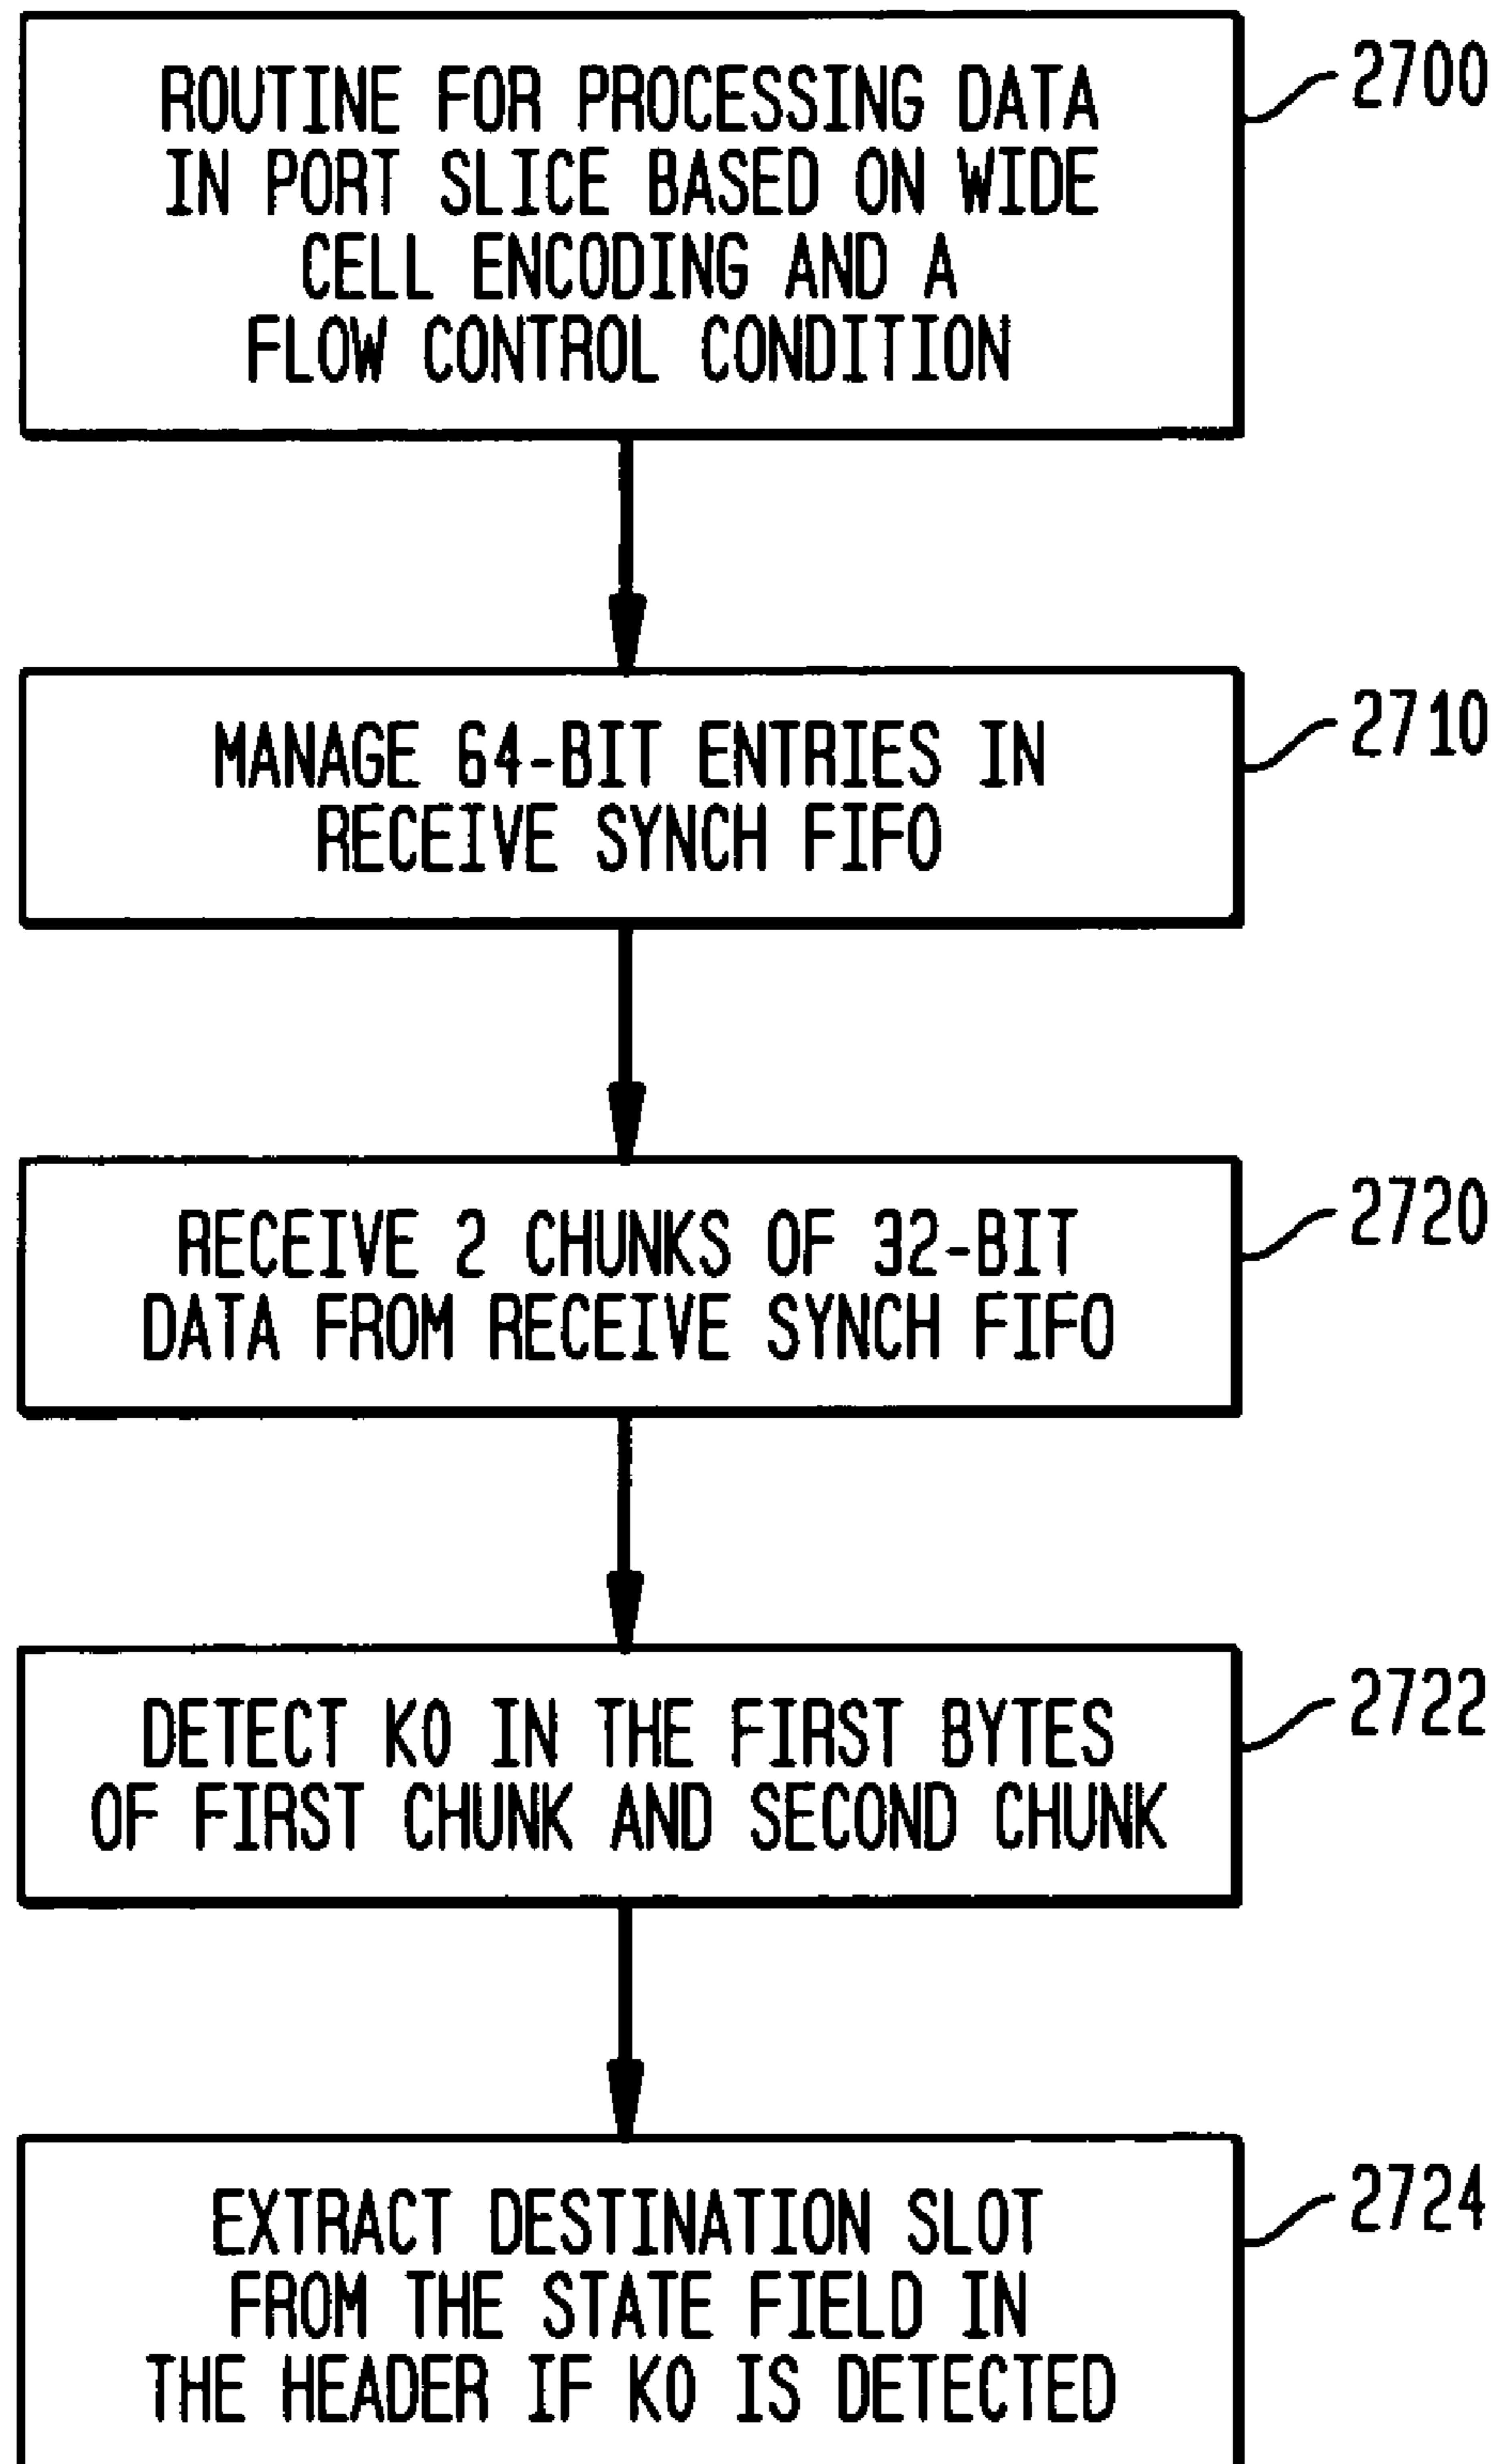 ROUTINE FOR PROCESSING DATA
IN PORT SLICE BASED ON WIDE
CELL ENCODING AND A
FLOW CONTROL CONDITION
2700
MANAGE 64-BIT ENTRIES IN
RECEIVE SYNCH FIFO
2710
RECEIVE 2 CHUNKS OF 32-BIT
DATA FROM RECEIVE SYNCH FIFO
2720
DETECT K0 IN THE FIRST BYTES
OF FIRST CHUNK AND SECOND CHUNK
2722
EXTRACT DESTINATION SLOT
FROM THE STATE FIELD IN
THE HEADER IF K0 IS DETECTED
2724